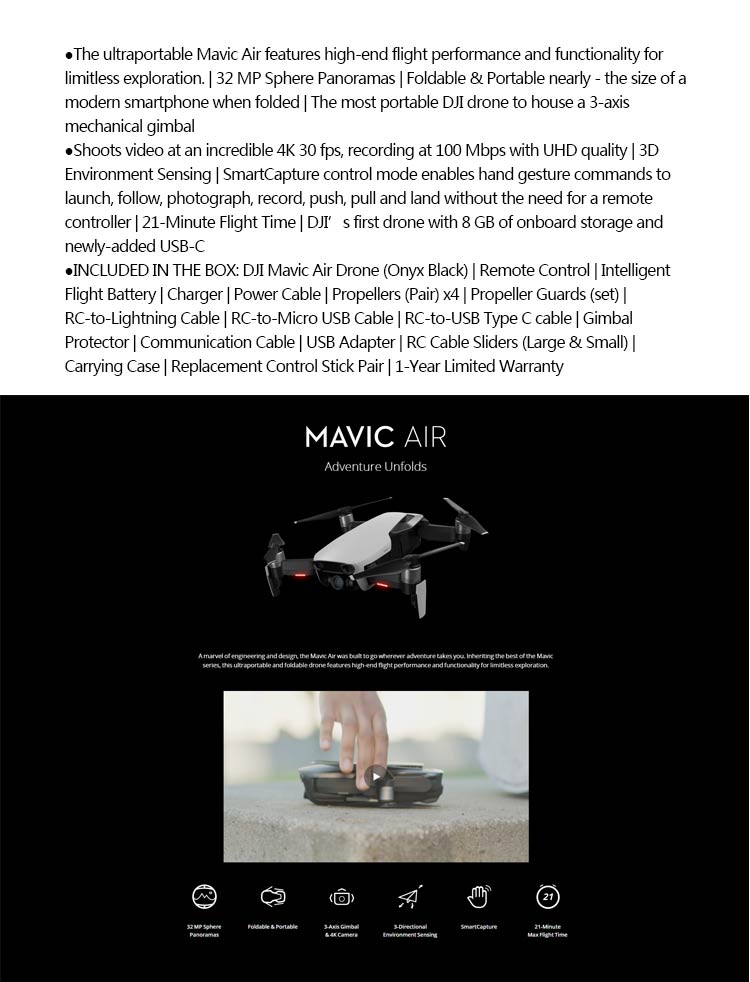 ●The ultraportable Mavic Air features high-end flight performance and functionality for
limitless exploration. | 32 MP Sphere Panoramas | Foldable & Portable nearly - the size of a
modern smartphone when folded | The most portable DJI drone to house a 3-axis
mechanical gimbal
●Shoots video at an incredible 4K 30 fps, recording at 100 Mbps with UHD quality | 3D
Environment Sensing | SmartCapture control mode enables hand gesture commands to
launch, follow, photograph, record, push, pull and land without the need for a remote
controller | 21-Minute Flight Time | DJI’s first drone with 8 GB of onboard storage and
newly-added USB-C
●INCLUDED IN THE BOX: DJI Mavic Air Drone (Onyx Black) | Remote Control | Intelligent
Flight Battery | Charger | Power Cable | Propellers (Pair) x4 | Propeller Guards (set) |
RC-to-Lightning Cable | RC-to-Micro USB Cable | RC-to-USB Type C cable | Gimbal
Protector | Communication Cable | USB Adapter | RC Cable Sliders (Large & Small) |
Carrying Case | Replacement Control Stick Pair | 1-Year Limited Warranty
MAVIC AIR
Adventure Unfolds
A marvel of engineering and design, the Mavic Air was built to go wherever adventure takes you. Inheriting the best of the Mavic
series, this ultraportable and foldable drone features high-end flight performance and functionality for limitless exploration.
21
32 MP Sphere
Panoramas
Foldable & Portable
3-Axis Gimbal
& 4K Camera
3-Directional
Environment Sensing
SmartCapture
21-Minute
Max Flight Time